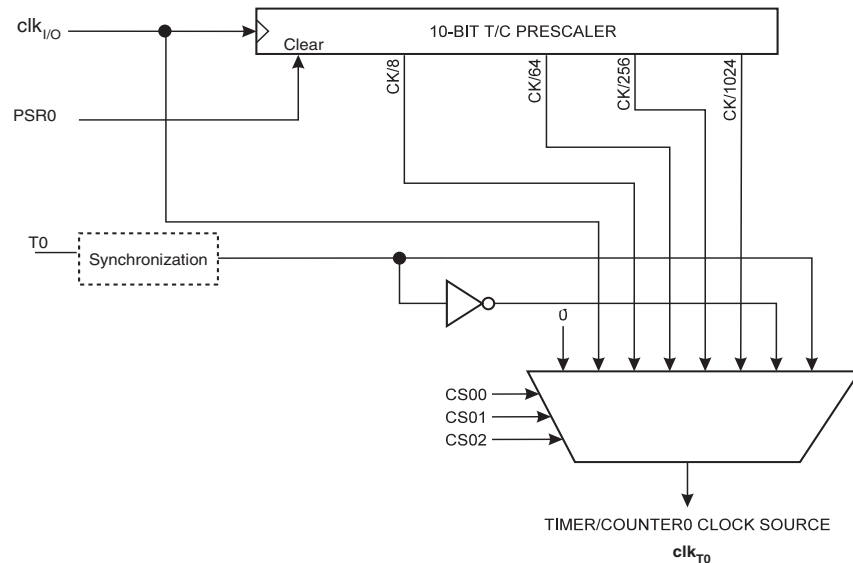 clkI/O
10-BIT T/C PRESCALER
Clear
CK/8
CK/64
CK/256
CK/1024
PSR0
T0
Synchronization
0
CS00
CS01
CS02
TIMER/COUNTER0 CLOCK SOURCE
clkT0